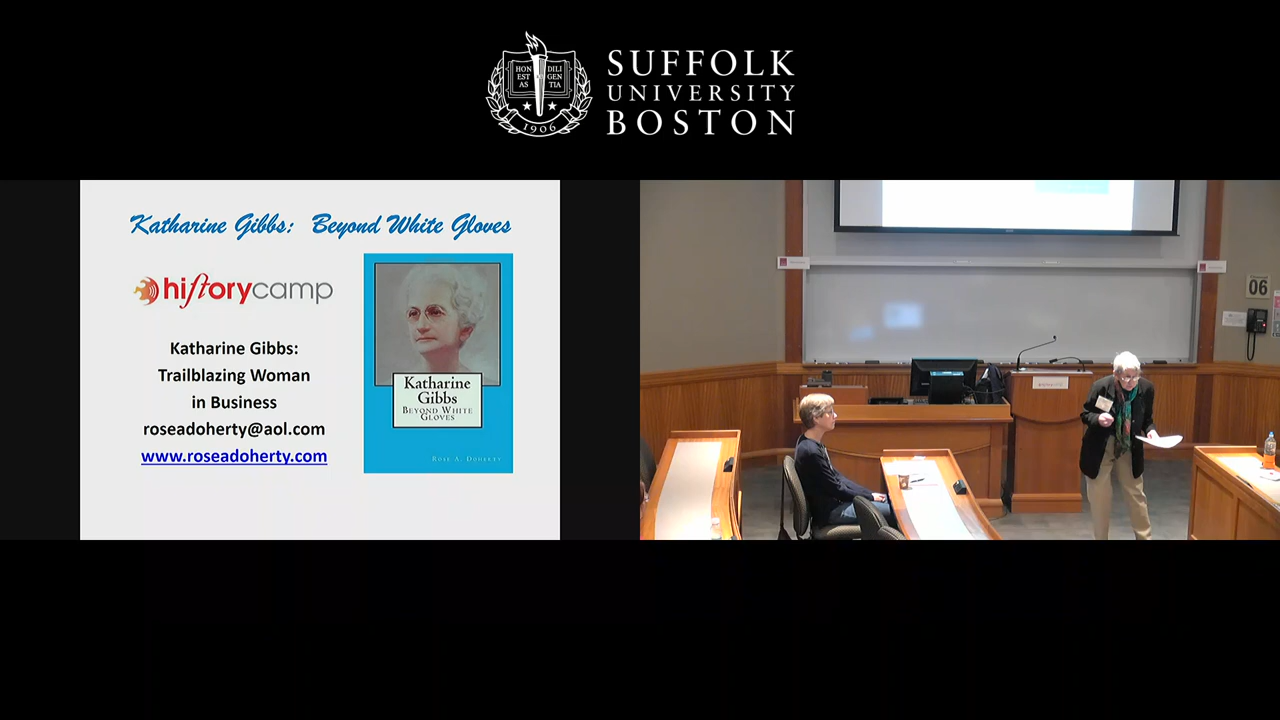 HON
EST
AS
DILI
GEN
TIA
1906
SUFFOLK
UNIVERSITY
BOSTON
Katharine Gibbs: Beyond White Gloves
hiſtorycamp
Katharine Gibbs:
Trailblazing Woman
in Business
roseadoherty@aol.com
www.roseadoherty.com
Katharine
Gibbs
Beyond White
Gloves
Rose A. Doherty
06